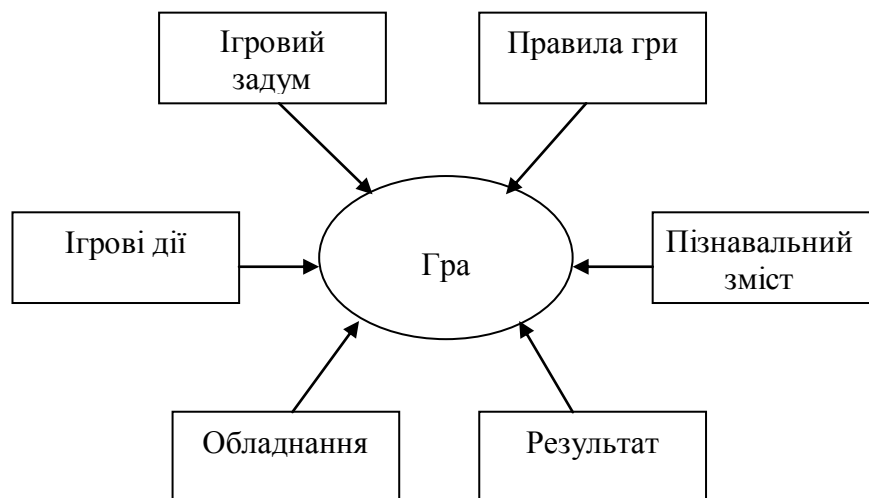 Ігровий
задум
Правила гри
Ігрові дії
Гра
Пізнавальний
зміст
Обладнання
Результат